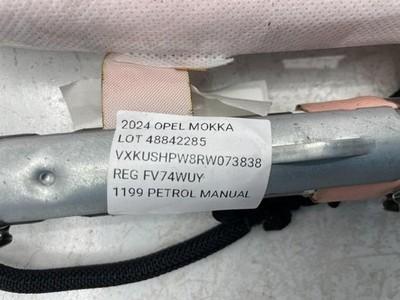 2024 OPEL MOKKA
LOT 48842285
VXKUSHPW8RW073838
REG FV74WUY
1199 PETROL MANUAL